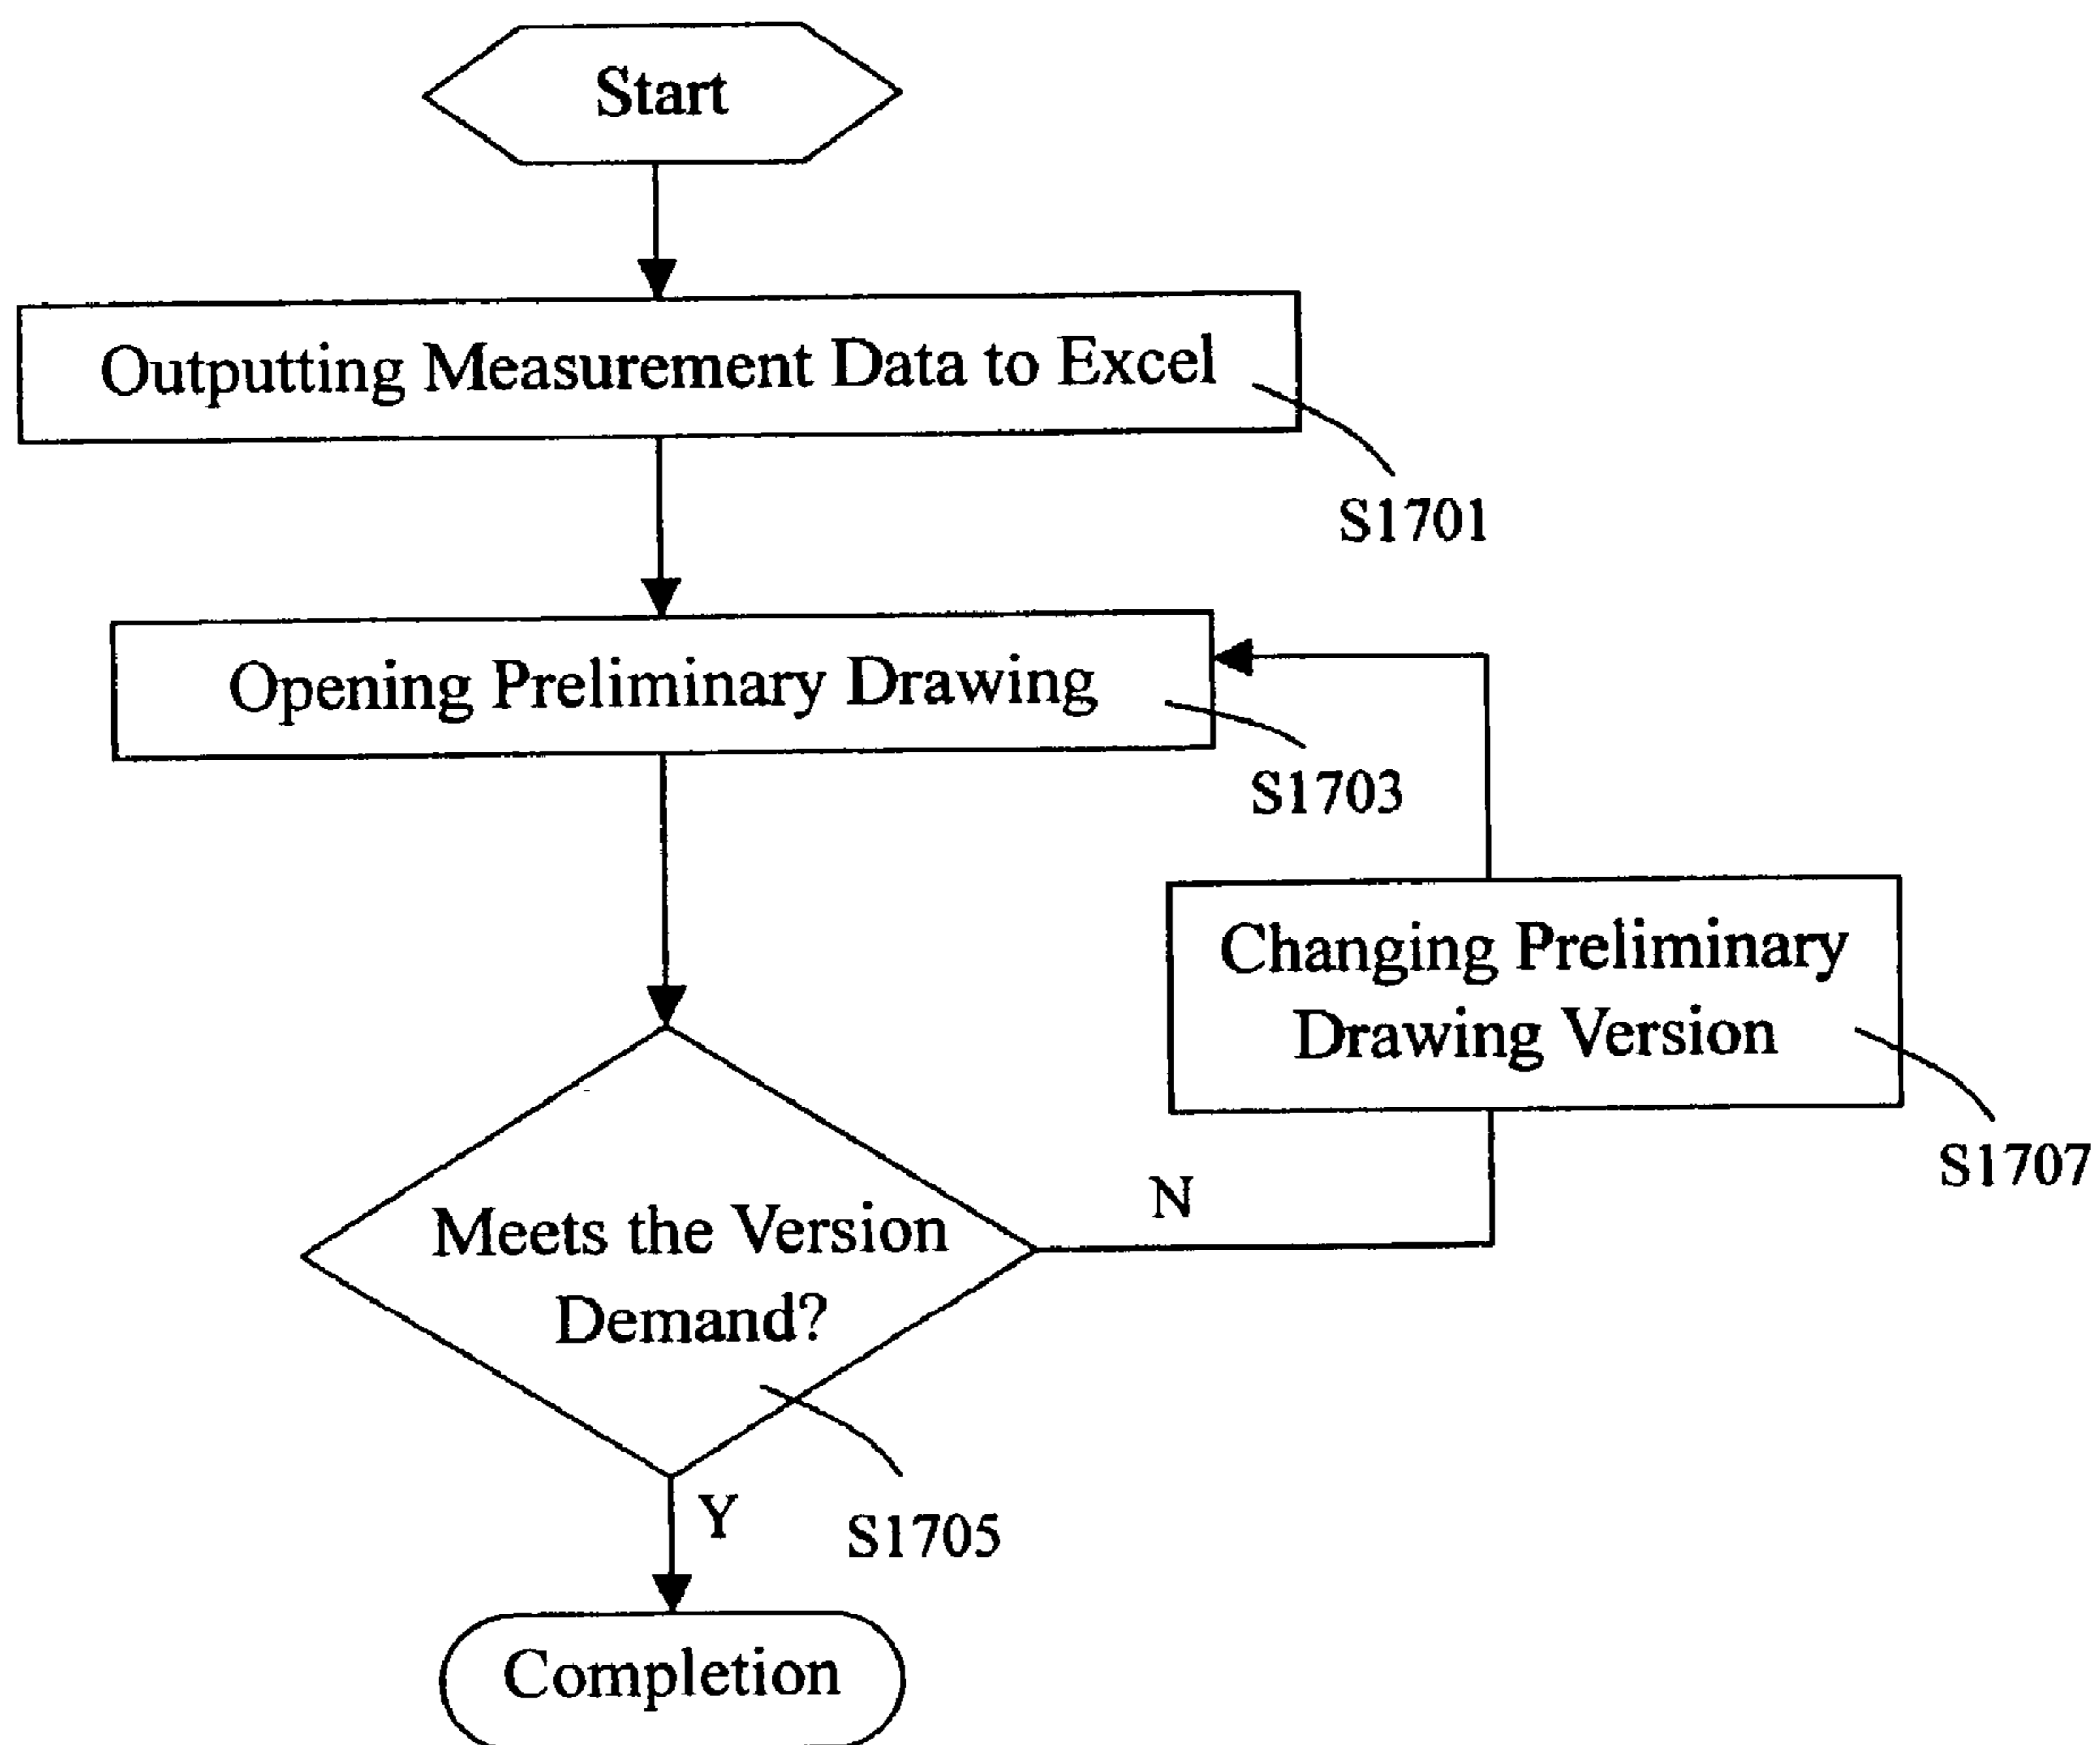 Start
Outputting Measurement Data to Excel
S1701
Opening Preliminary Drawing
S1703
Changing Preliminary
Drawing Version
S1707
N
Meets the Version
Demand?
S1705
Y
Completion